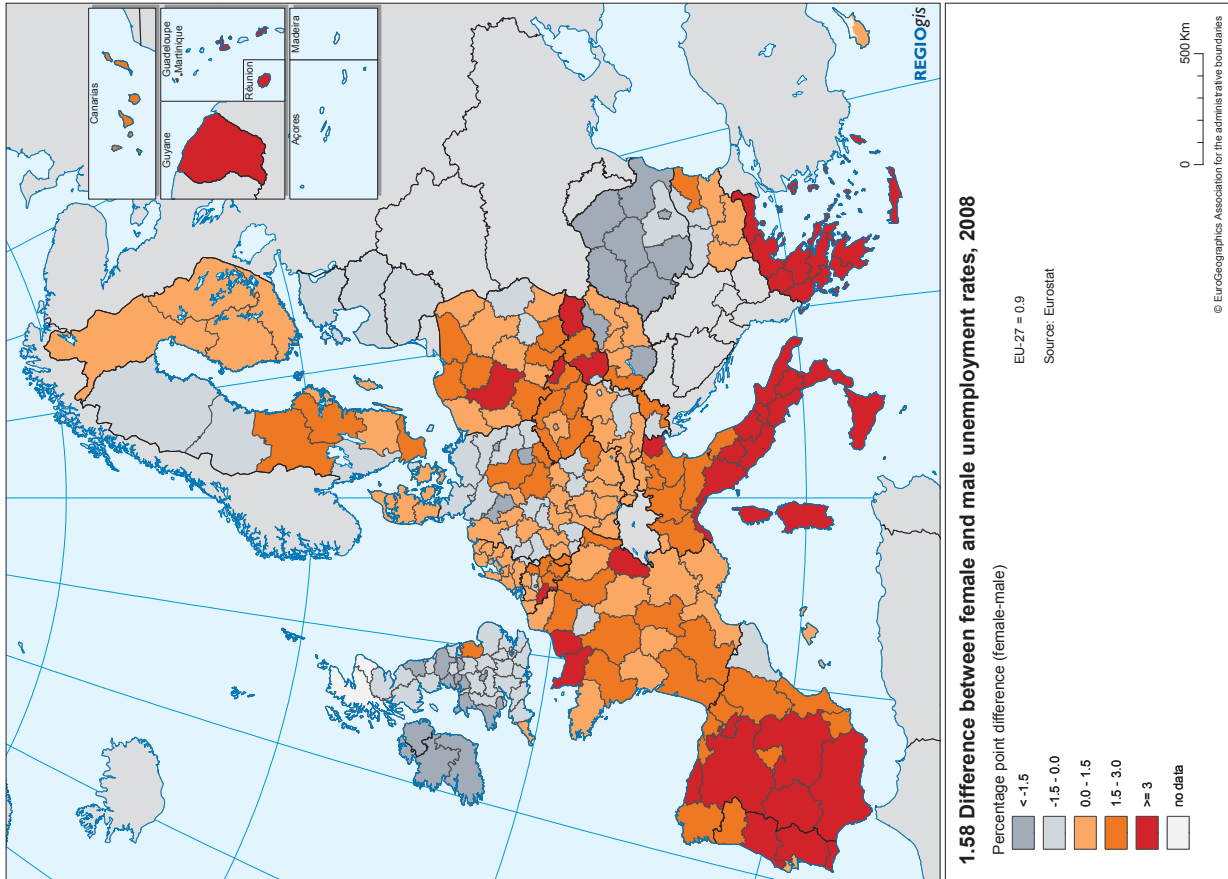 Canarias
Guyane
Guadeloupe
Martinique
Réunion
Açores
Madeira
REGIOgis
1.58 Difference between female and male unemployment rates, 2008
Percentage point difference (female-male)
< -1.5
-1.5 - 0.0
0.0 - 1.5
1.5 - 3.0
>= 3
no data
EU-27 = 0.9
Source: Eurostat
0 500 Km
© EuroGeographics Association for the administrative boundaries